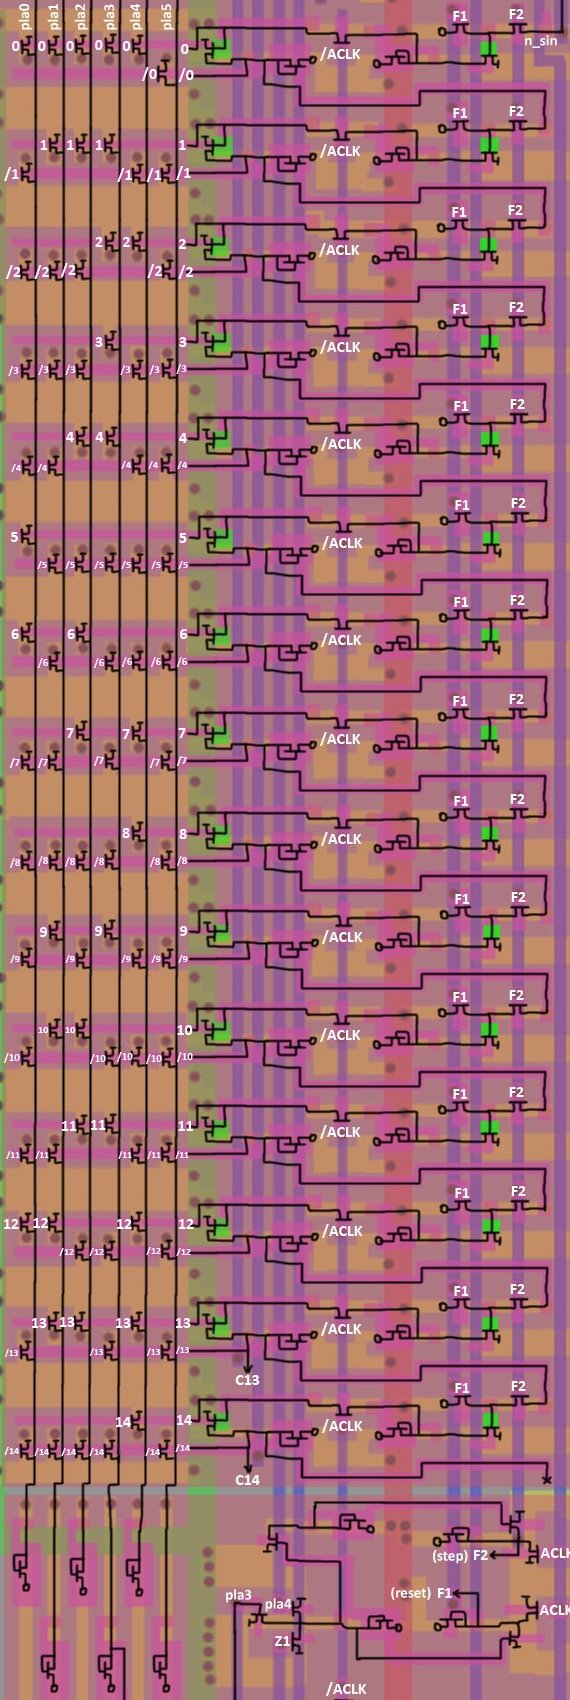 pla0 pla1 pla2 pla3 pla4 pla5 F1 F2
n_sin
0 0 0 0 0 0 /ACLK
/0 /0
F1 F2
1 1 1 1 /ACLK
/1 /1 /1 /1
F1 F2
2 2 2 /ACLK
/2 /2 /2 /2 /2
F1 F2
3 3 /ACLK
/3 /3 /3 /3 /3 /3
F1 F2
4 4 4 /ACLK
/4 /4 /4 /4 /4
F1 F2
5 5 /ACLK
/5 /5 /5 /5 /5 /5
F1 F2
6 6 6 /ACLK
/6 /6 /6 /6 /6
F1 F2
7 7 7 /ACLK
/7 /7 /7 /7 /7
F1 F2
8 8 /ACLK
/8 /8 /8 /8 /8 /8
F1 F2
9 9 9 /ACLK
/9 /9 /9 /9 /9
F1 F2
10 10 10 /ACLK
/10 /10 /10 /10 /10
F1 F2
11 11 11 /ACLK
/11 /11 /11 /11 /11
F1 F2
12 12 12 12 /ACLK
/12 /12 /12 /12
F1 F2
13 13 13 13 /ACLK
/13 /13 /13 /13
C13
F1 F2
14 14 /ACLK
/14 /14 /14 /14 /14 /14
C14
(step) F2 ACLK
(reset) F1
pla3 pla4 ACLK
Z1
/ACLK